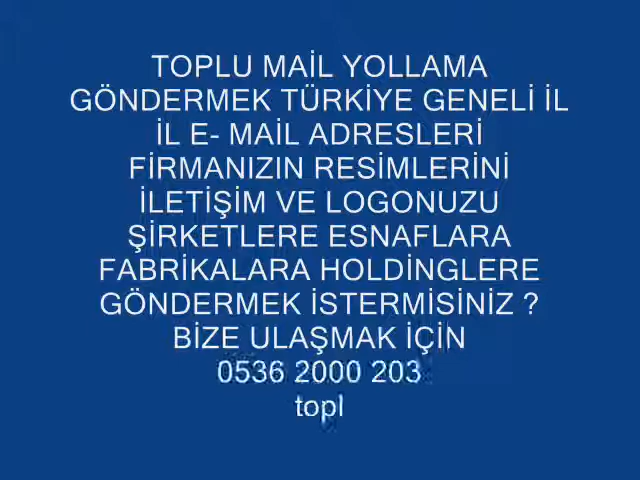 TOPLU MAİL YOLLAMA
GÖNDERMEK TÜRKİYE GENELİ İL
İL E- MAİL ADRESLERİ
FİRMANIZIN RESİMLERİNİ
İLETİŞİM VE LOGONUZU
ŞİRKETLERE ESNAFLARA
FABRİKALARA HOLDİNGLERE
GÖNDERMEK İSTERMİSİNİZ ?
BİZE ULAŞMAK İÇİN
0536 2000 203
topl